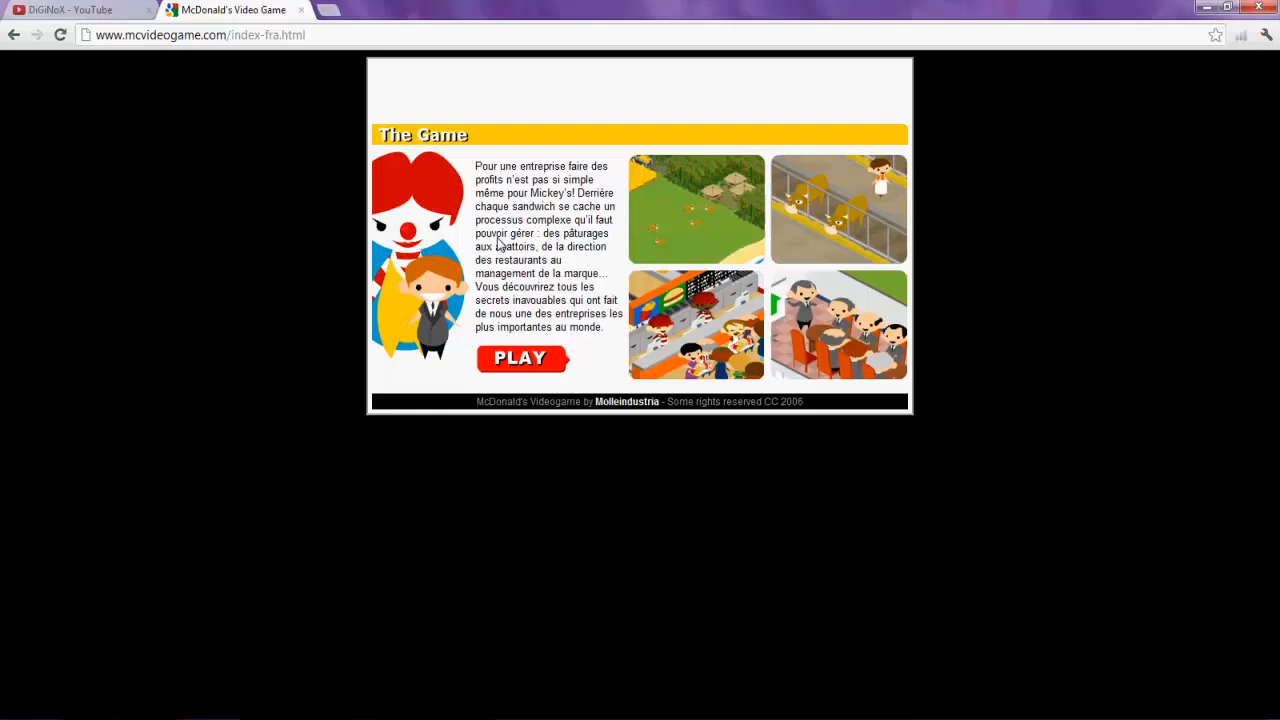 DiGiNoX - YouTube
McDonald's Video Game
www.mcvideogame.com/index-fra.html
The Game
Pour une entreprise faire des
profits n'est pas si simple
même pour Mickey's! Derrière
chaque sandwich se cache un
processus complexe qu'il faut
pouvoir gérer : des pâturages
aux abattoirs, de la direction
des restaurants au
management de la marque...
Vous découvrirez tous les
secrets inavouables qui ont fait
de nous une des entreprises les
plus importantes au monde.
PLAY
McDonald's Videogame by Molleindustria - Some rights reserved CC 2006